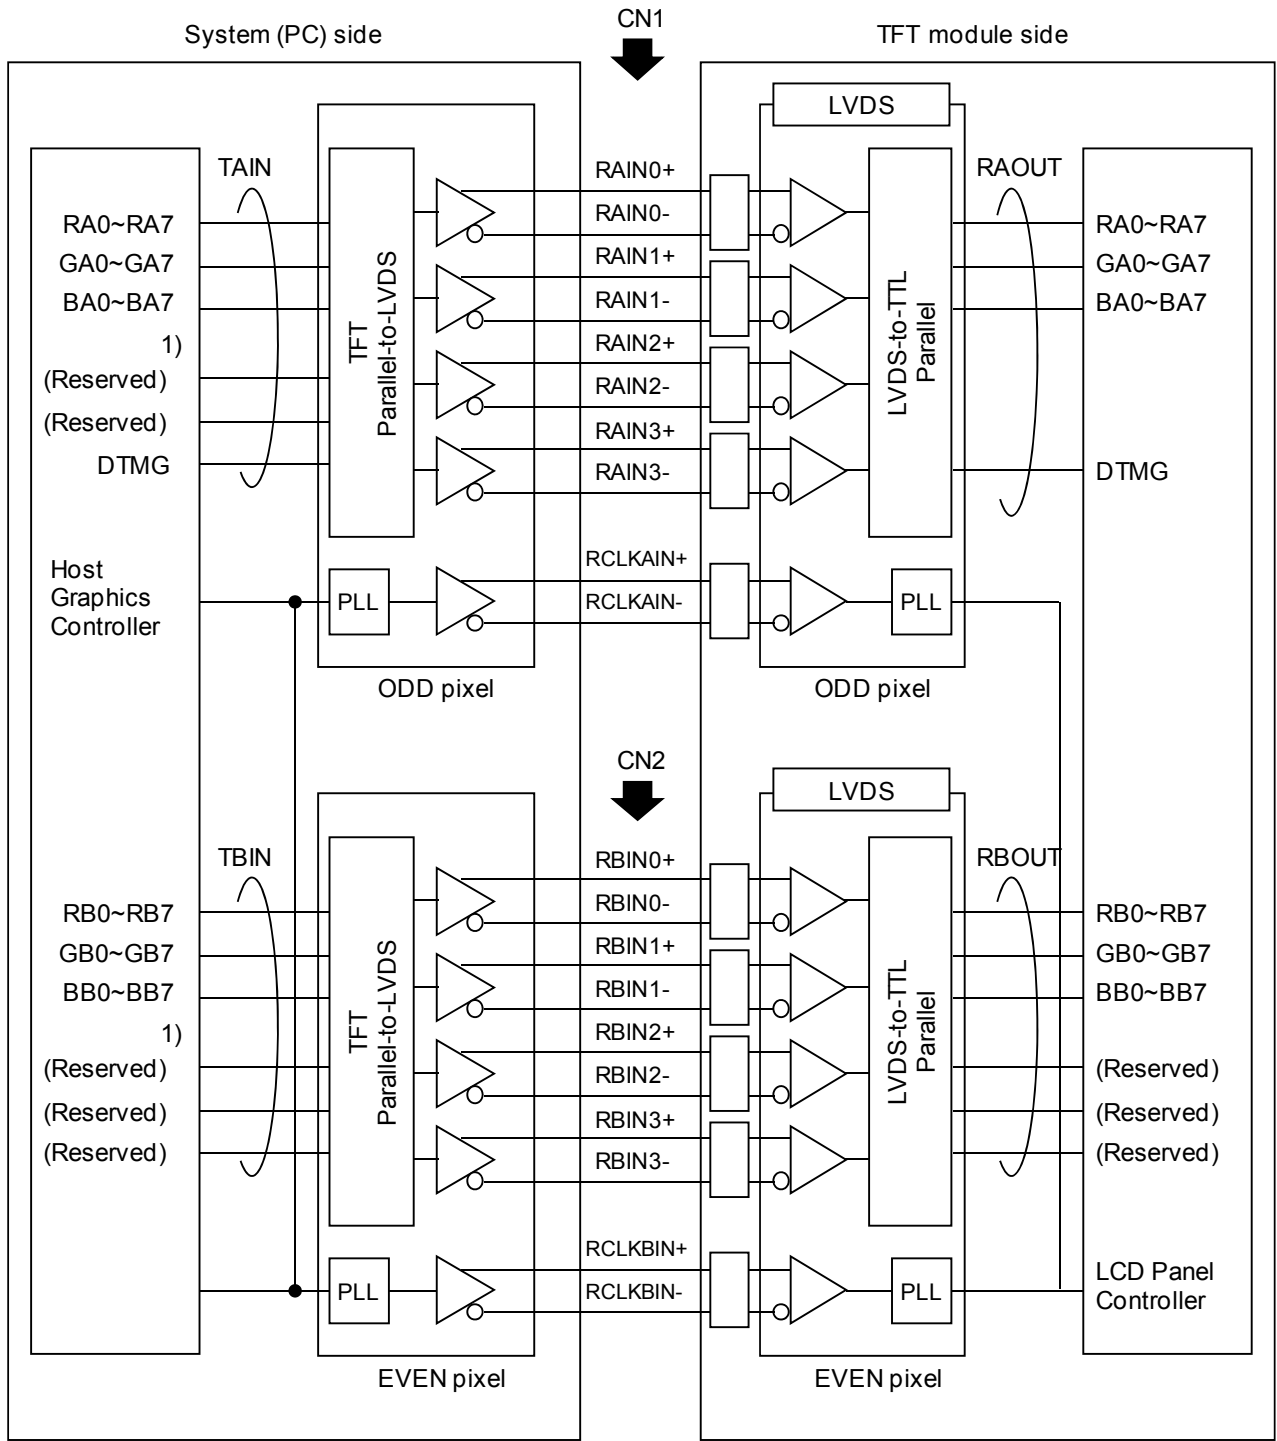 CN1
System (PC) side
TFT module side
LVDS
TAIN
RA0~RA7
GA0~GA7
BA0~BA7
1)
(Reserved)
(Reserved)
DTMG
Host
Graphics
Controller
TFT
Parallel-to-LVDS
PLL
ODD pixel
RAIN0+
RAIN0-
RAIN1+
RAIN1-
RAIN2+
RAIN2-
RAIN3+
RAIN3-
RCLKAIN+
RCLKAIN-
LVDS-to-TTL
Parallel
PLL
ODD pixel
RAOUT
RA0~RA7
GA0~GA7
BA0~BA7
DTMG
CN2
LVDS
TBIN
RB0~RB7
GB0~GB7
BB0~BB7
1)
(Reserved)
(Reserved)
(Reserved)
TFT
Parallel-to-LVDS
PLL
EVEN pixel
RBIN0+
RBIN0-
RBIN1+
RBIN1-
RBIN2+
RBIN2-
RBIN3+
RBIN3-
RCLKBIN+
RCLKBIN-
LVDS-to-TTL
Parallel
PLL
EVEN pixel
RBOUT
RB0~RB7
GB0~GB7
BB0~BB7
(Reserved)
(Reserved)
(Reserved)
LCD Panel
Controller